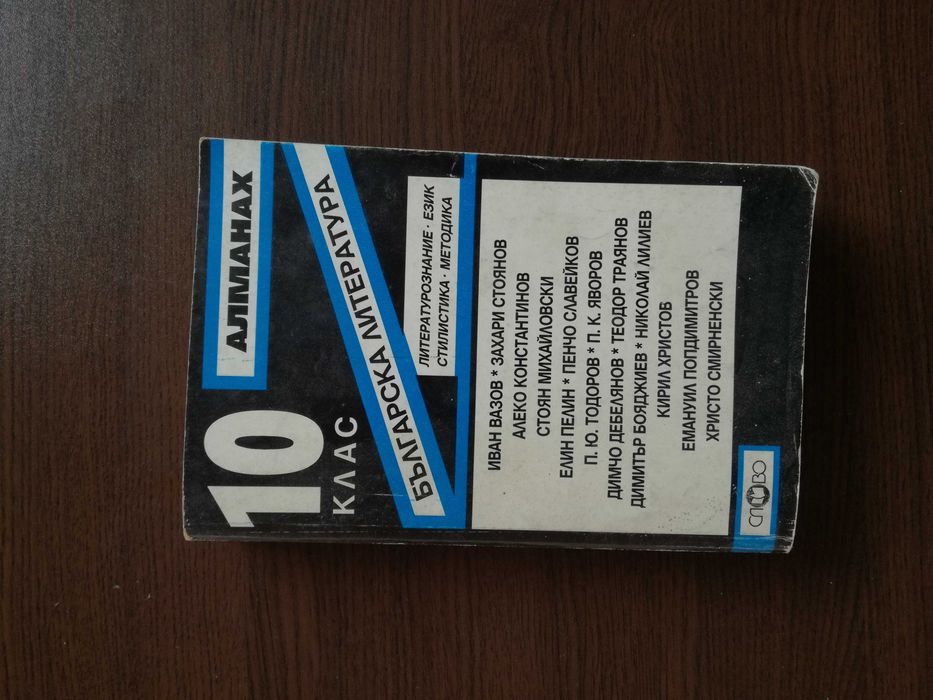 АЛМАНАХ
10
КЛАС
БЪЛГАРСКА ЛИТЕРАТУРА
ЛИТЕРАТУРОЗНАНИЕ · ЕЗИК
СТИЛИСТИКА · МЕТОДИКА
ИВАН ВАЗОВ * ЗАХАРИ СТОЯНОВ
АЛЕКО КОНСТАНТИНОВ
СТОЯН МИХАЙЛОВСКИ
ЕЛИН ПЕЛИН * ПЕНЧО СЛАВЕЙКОВ
П. Ю. ТОДОРОВ * П. К. ЯВОРОВ
ДИМЧО ДЕБЕЛЯНОВ * ТЕОДОР ТРАЯНОВ
ДИМИТЪР БОЯДЖИЕВ * НИКОЛАЙ ЛИЛИЕВ
КИРИЛ ХРИСТОВ
ЕМАНУИЛ ПОПДИМИТРОВ
ХРИСТО СМИРНЕНСКИ
СЛОВО